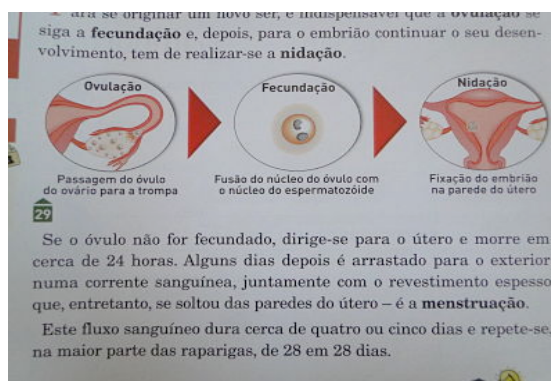 ara se originar um novo ser, é indispensável que a ovulação se
siga a fecundação e, depois, para o embrião continuar o seu desen-
volvimento, tem de realizar-se a nidação.
Ovulação
Passagem do óvulo
do ovário para a trompa
Fecundação
Fusão do núcleo do óvulo com
o núcleo do espermatozóide
Nidação
Fixação do embrião
na parede do útero
29
Se o óvulo não for fecundado, dirige-se para o útero e morre em
cerca de 24 horas. Alguns dias depois é arrastado para o exterior
numa corrente sanguínea, juntamente com o revestimento espesso
que, entretanto, se soltou das paredes do útero – é a menstruação.
Este fluxo sanguíneo dura cerca de quatro ou cinco dias e repete-se,
na maior parte das raparigas, de 28 em 28 dias.